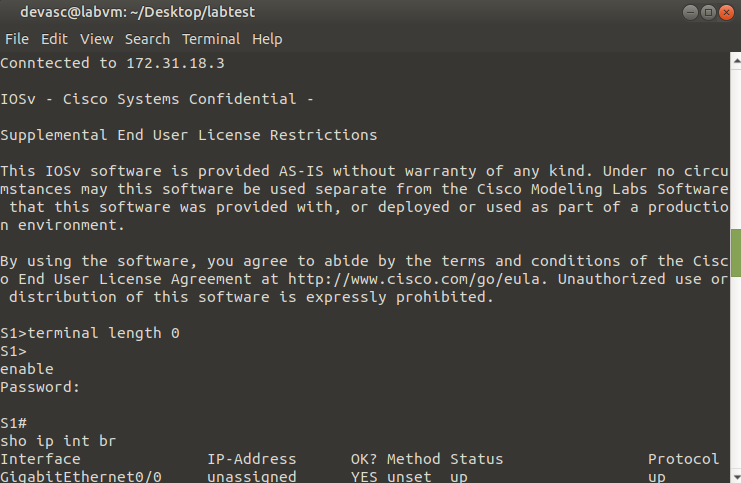 devasc@labvm: ~/Desktop/labtest
File Edit View Search Terminal Help
Conntected to 172.31.18.3
IOSv - Cisco Systems Confidential -
Supplemental End User License Restrictions
This IOSv software is provided AS-IS without warranty of any kind. Under no circu
mstances may this software be used separate from the Cisco Modeling Labs Software
 that this software was provided with, or deployed or used as part of a productio
n environment.
By using the software, you agree to abide by the terms and conditions of the Cisc
o End User License Agreement at http://www.cisco.com/go/eula. Unauthorized use or
 distribution of this software is expressly prohibited.
S1>terminal length 0
S1>
enable
Password:
S1#
sho ip int br
Interface              IP-Address      OK? Method Status                Protocol
GigabitEthernet0/0     unassigned      YES unset  up                    up